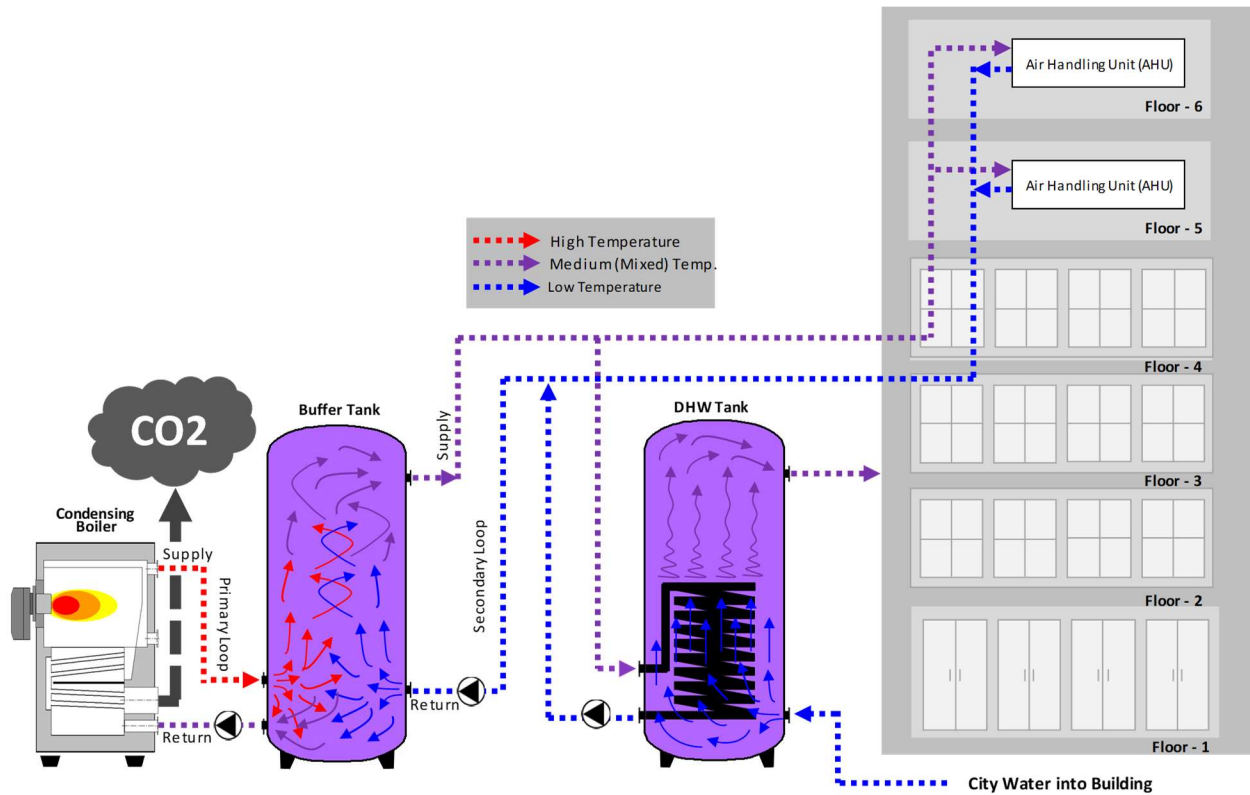 Air Handling Unit (AHU)
Floor - 6
Air Handling Unit (AHU)
Floor - 5
High Temperature
Medium (Mixed) Temp.
Low Temperature
Floor - 4
Buffer Tank
DHW Tank
Supply
CO2
Floor - 3
Condensing
Boiler
Supply
Primary Loop
Secondary Loop
Floor - 2
Return
Return
Floor - 1
City Water into Building